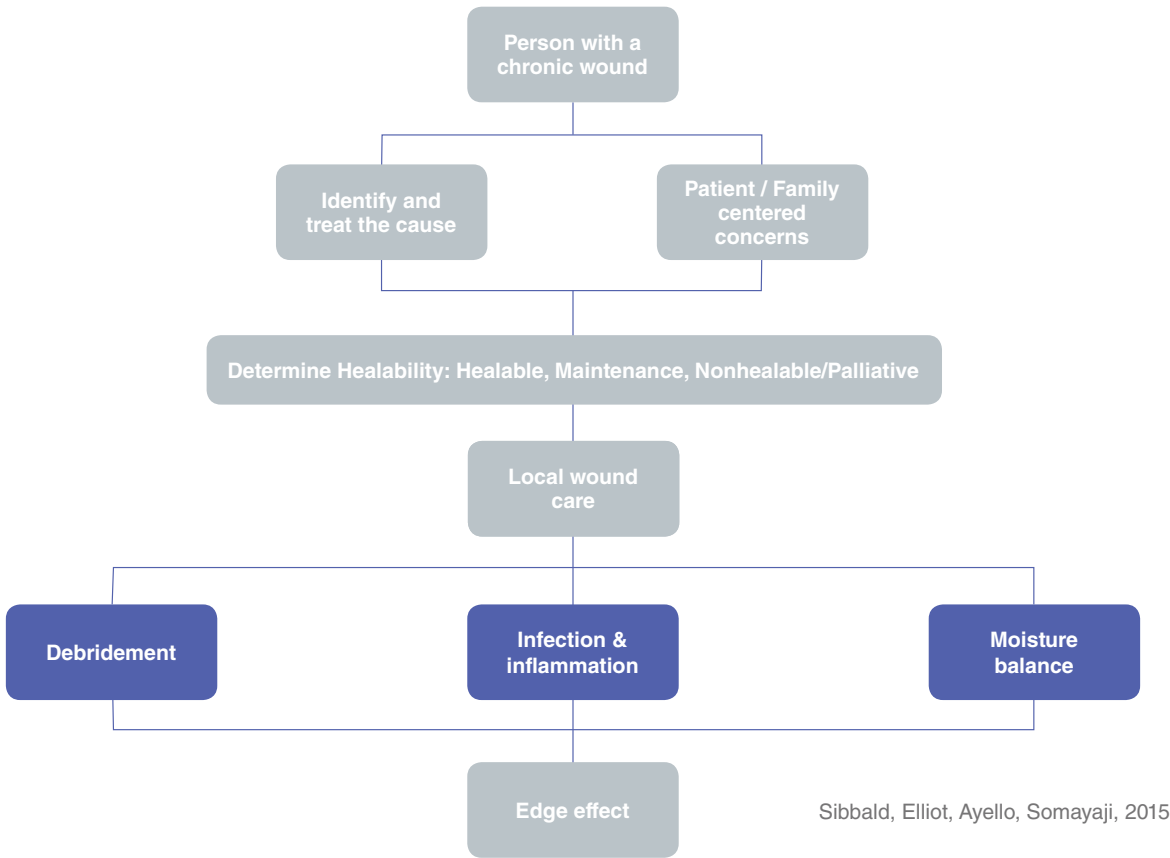 Person with a
chronic wound
Identify and
treat the cause
Patient / Family
centered
concerns
Determine Healability: Healable, Maintenance, Nonhealable/Palliative
Local wound
care
Debridement
Infection &
inflammation
Moisture
balance
Edge effect
Sibbald, Elliot, Ayello, Somayaji, 2015